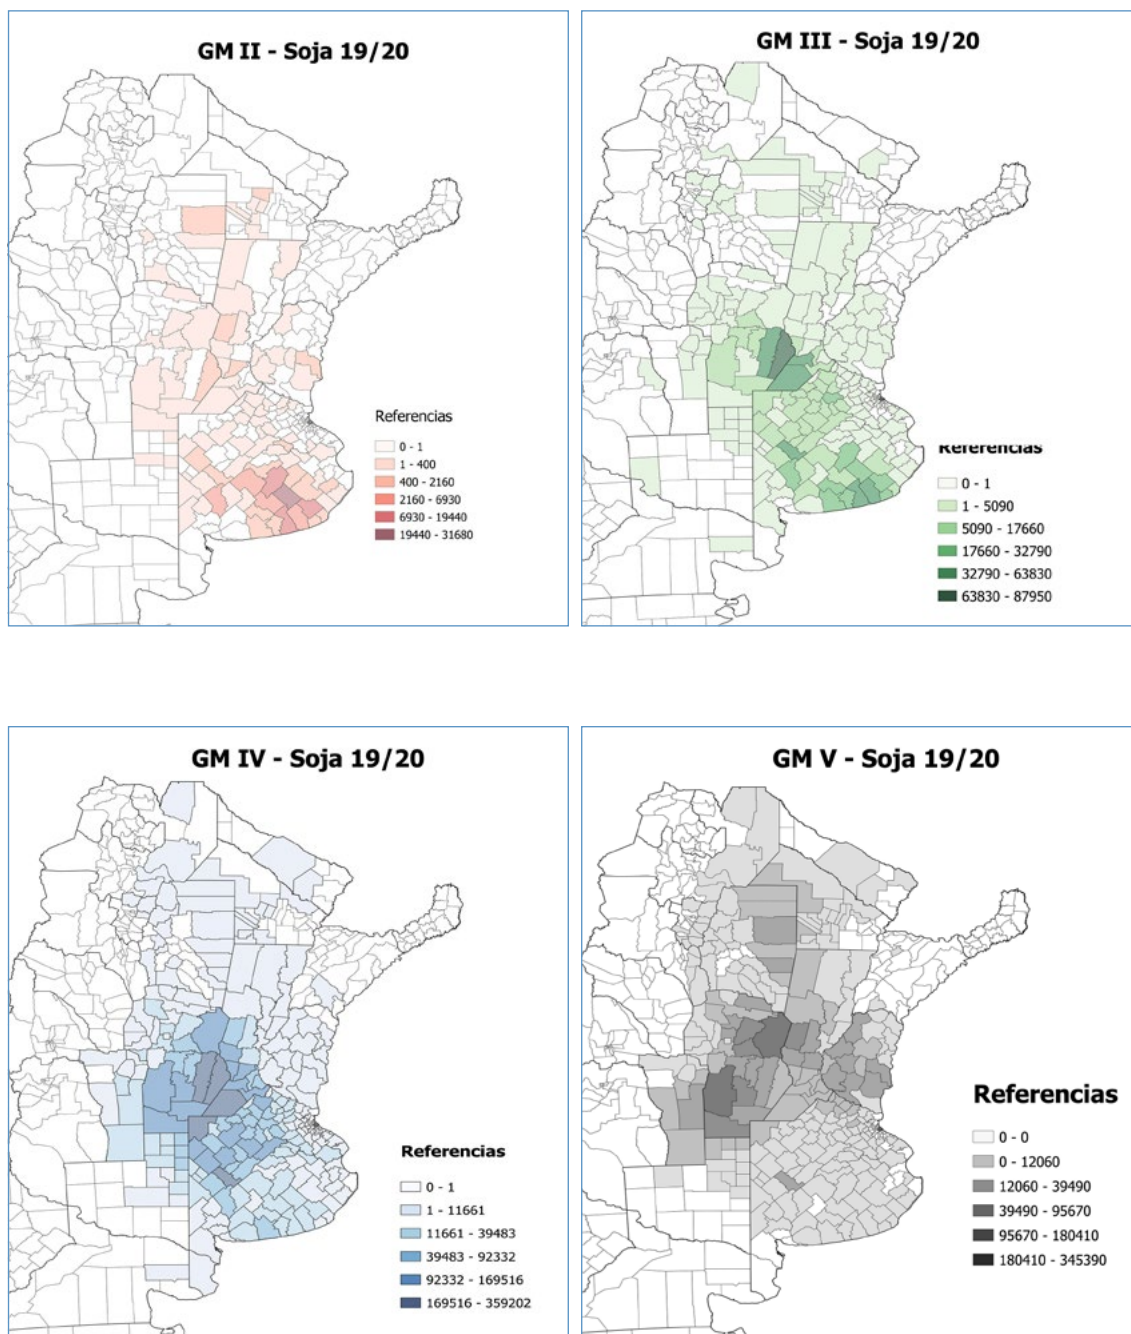 GM II - Soja 19/20
Referencias
0 - 1
1 - 400
400 - 2160
2160 - 6930
6930 - 19440
19440 - 31680
GM III - Soja 19/20
Referencias
0 - 1
1 - 5090
5090 - 17660
17660 - 32790
32790 - 63830
63830 - 87950
GM IV - Soja 19/20
Referencias
0 - 1
1 - 11661
11661 - 39483
39483 - 92332
92332 - 169516
169516 - 359202
GM V - Soja 19/20
Referencias
0 - 0
0 - 12060
12060 - 39490
39490 - 95670
95670 - 180410
180410 - 345390